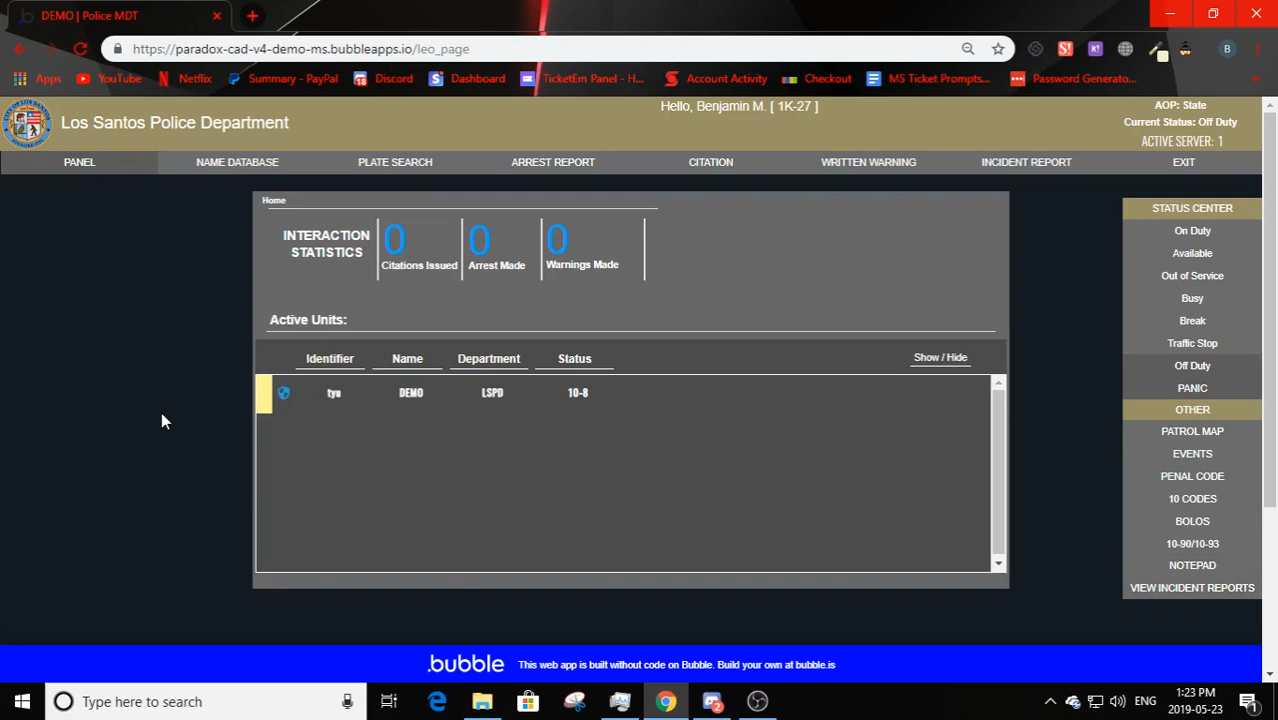 DEMO | Police MDT
https://paradox-cad-v4-demo-ms.bubbleapps.io/leo_page
B
Apps YouTube Netflix Summary - PayPal Discord Dashboard TicketEm Panel - H... Account Activity Checkout MS Ticket Prompts... Password Generato...
Los Santos Police Department
Hello, Benjamin M. [ 1K-27 ]
AOP: State
Current Status: Off Duty
ACTIVE SERVER: 1
PANEL NAME DATABASE PLATE SEARCH ARREST REPORT CITATION WRITTEN WARNING INCIDENT REPORT EXIT
Home
INTERACTION
STATISTICS
0 Citations Issued
0 Arrest Made
0 Warnings Made
Active Units:
Identifier Name Department Status Show / Hide
tyu DEMO LSPD 10-8
STATUS CENTER
On Duty
Available
Out of Service
Busy
Break
Traffic Stop
Off Duty
PANIC
OTHER
PATROL MAP
EVENTS
PENAL CODE
10 CODES
BOLOS
10-90/10-93
NOTEPAD
VIEW INCIDENT REPORTS
.bubble This web app is built without code on Bubble. Build your own at bubble.is
Type here to search
2
ENG
1:23 PM
2019-05-23
1